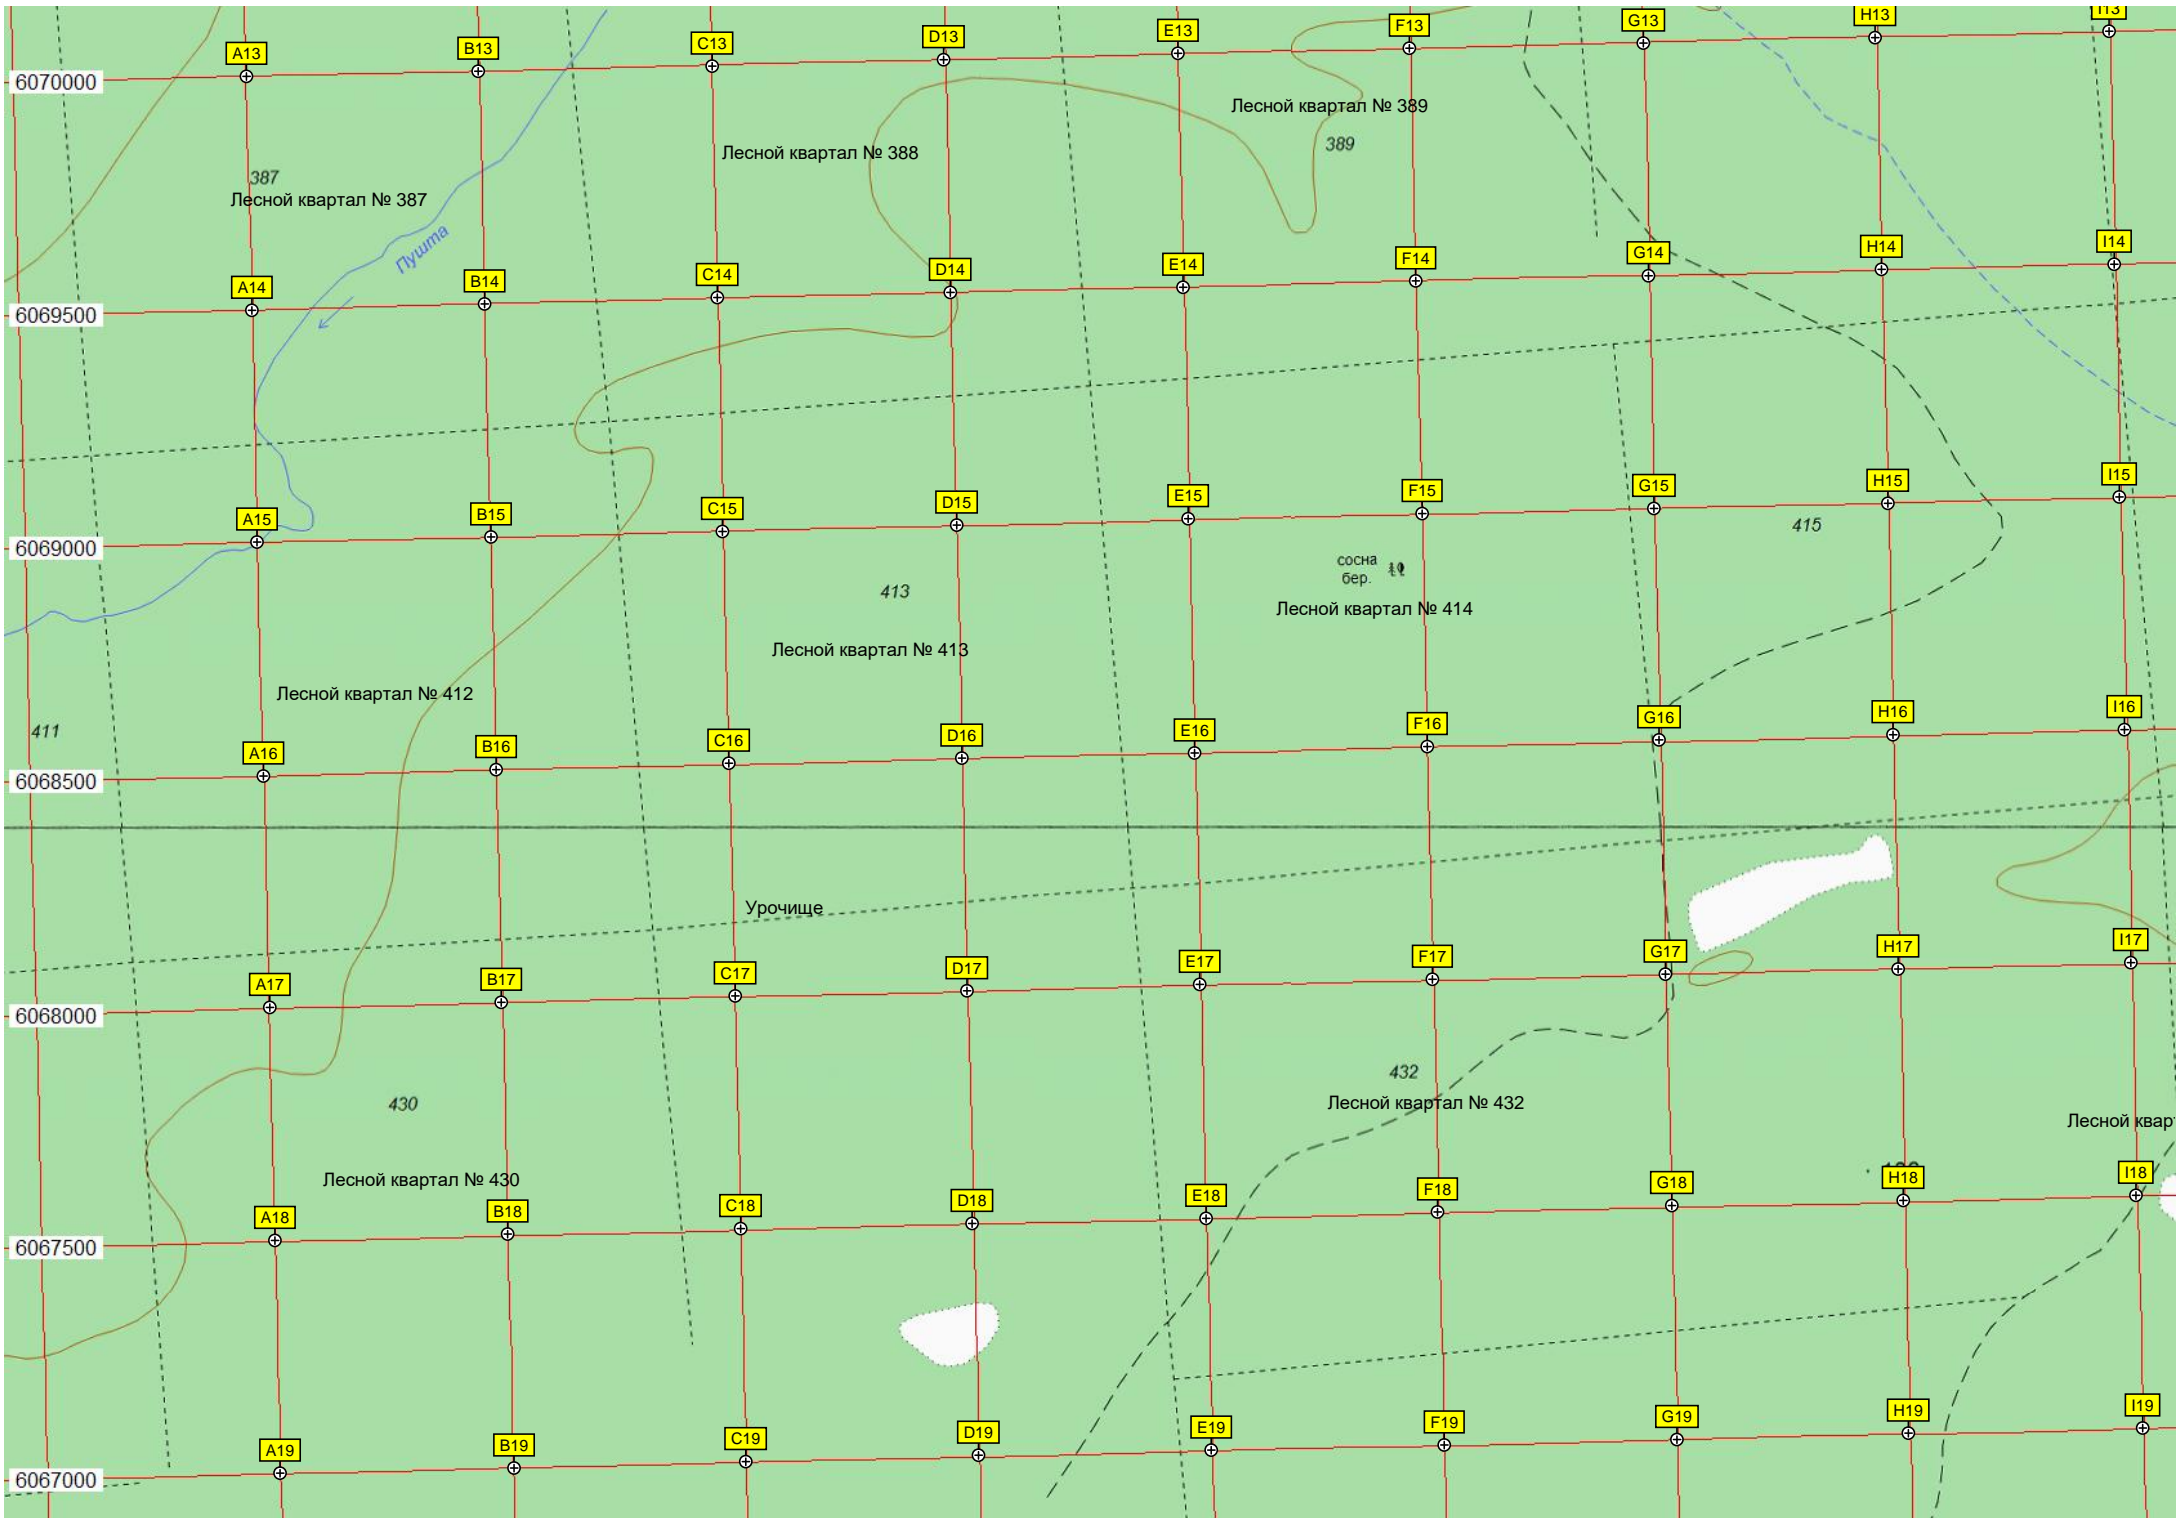 A13 B13 C13 D13 E13 F13 G13 H13 I13
6070000
Лесной квартал № 389
389
Лесной квартал № 388
387
Лесной квартал № 387
Пушта
A14 B14 C14 D14 E14 F14 G14 H14 I14
6069500
A15 B15 C15 D15 E15 F15 G15 H15 I15
415
6069000
сосна
бер.
413
Лесной квартал № 414
Лесной квартал № 413
Лесной квартал № 412
411
A16 B16 C16 D16 E16 F16 G16 H16 I16
6068500
Урочище
A17 B17 C17 D17 E17 F17 G17 H17 I17
6068000
432
430
Лесной квартал № 432
Лесной
Лесной квартал № 430
A18 B18 C18 D18 E18 F18 G18 H18 I18
6067500
A19 B19 C19 D19 E19 F19 G19 H19 I19
6067000